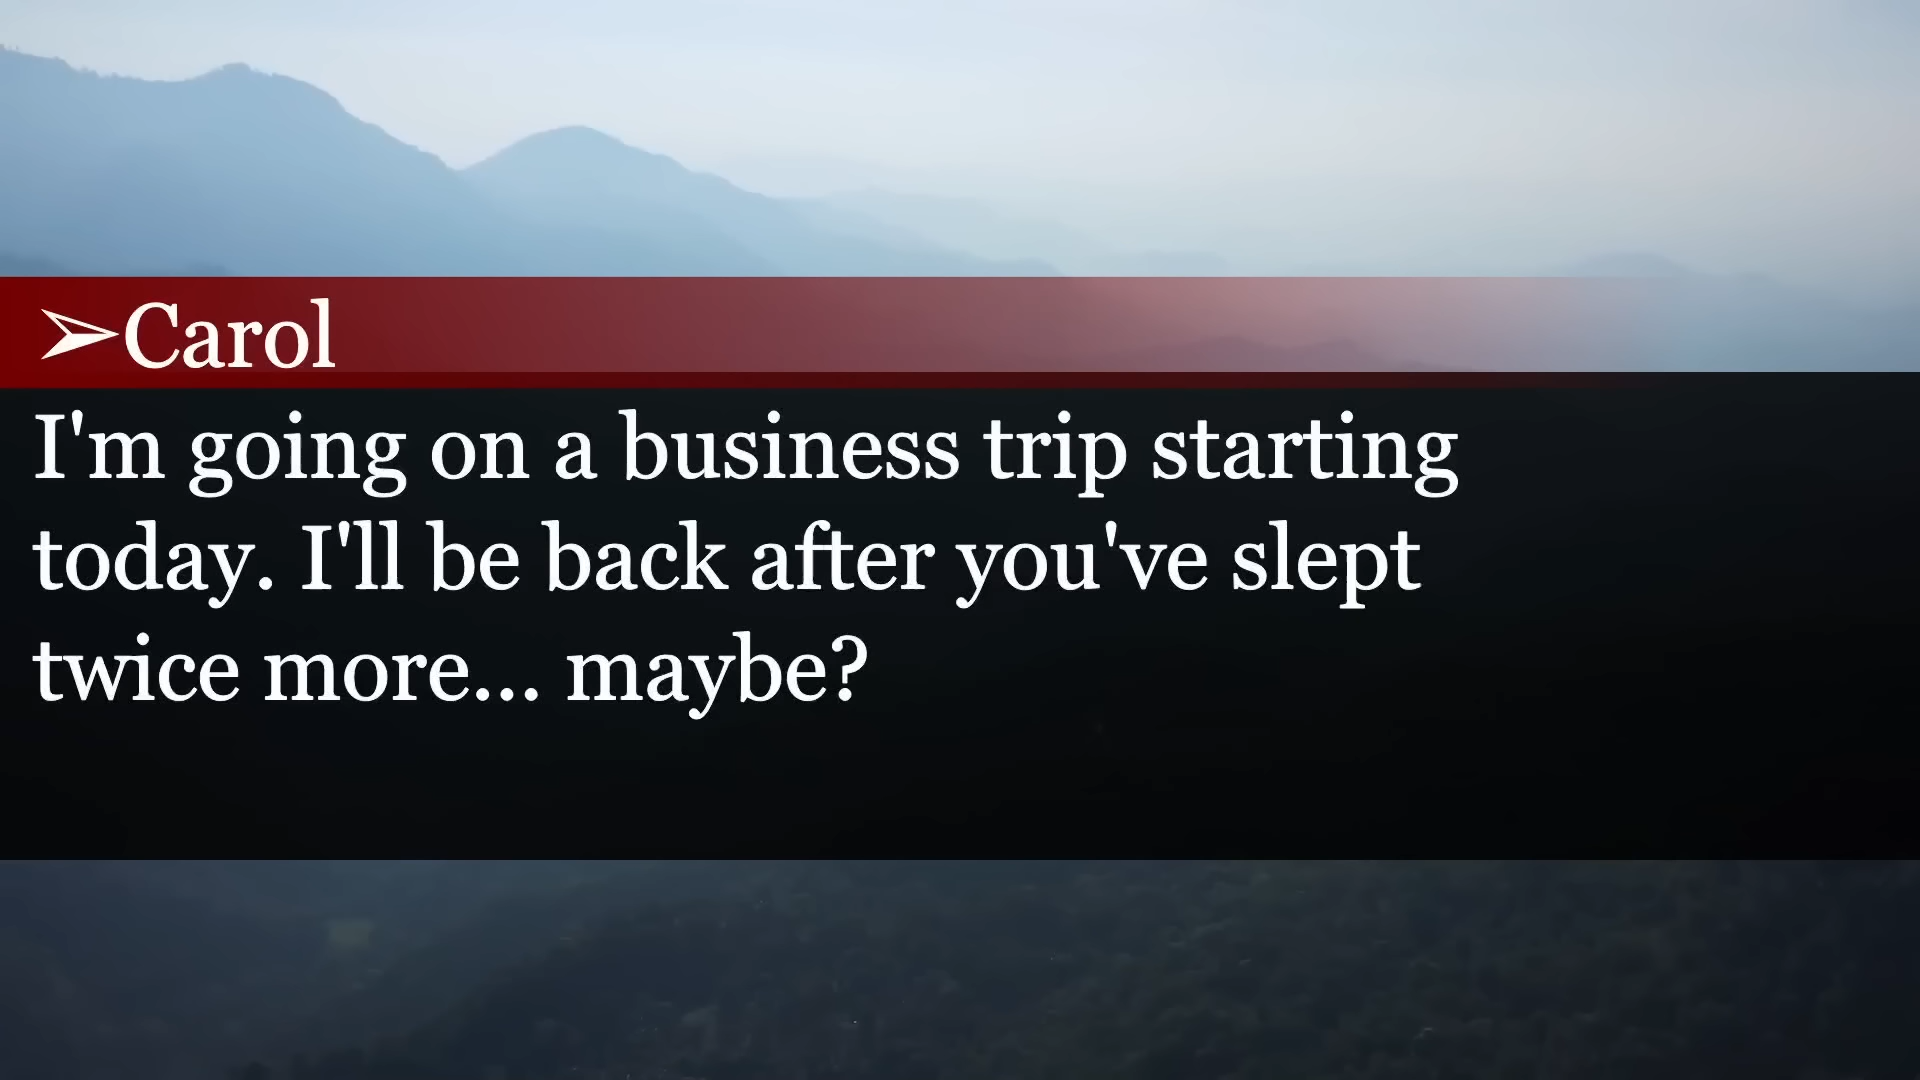 ➢Carol
I'm going on a business trip starting
today. I'll be back after you've slept
twice more... maybe?